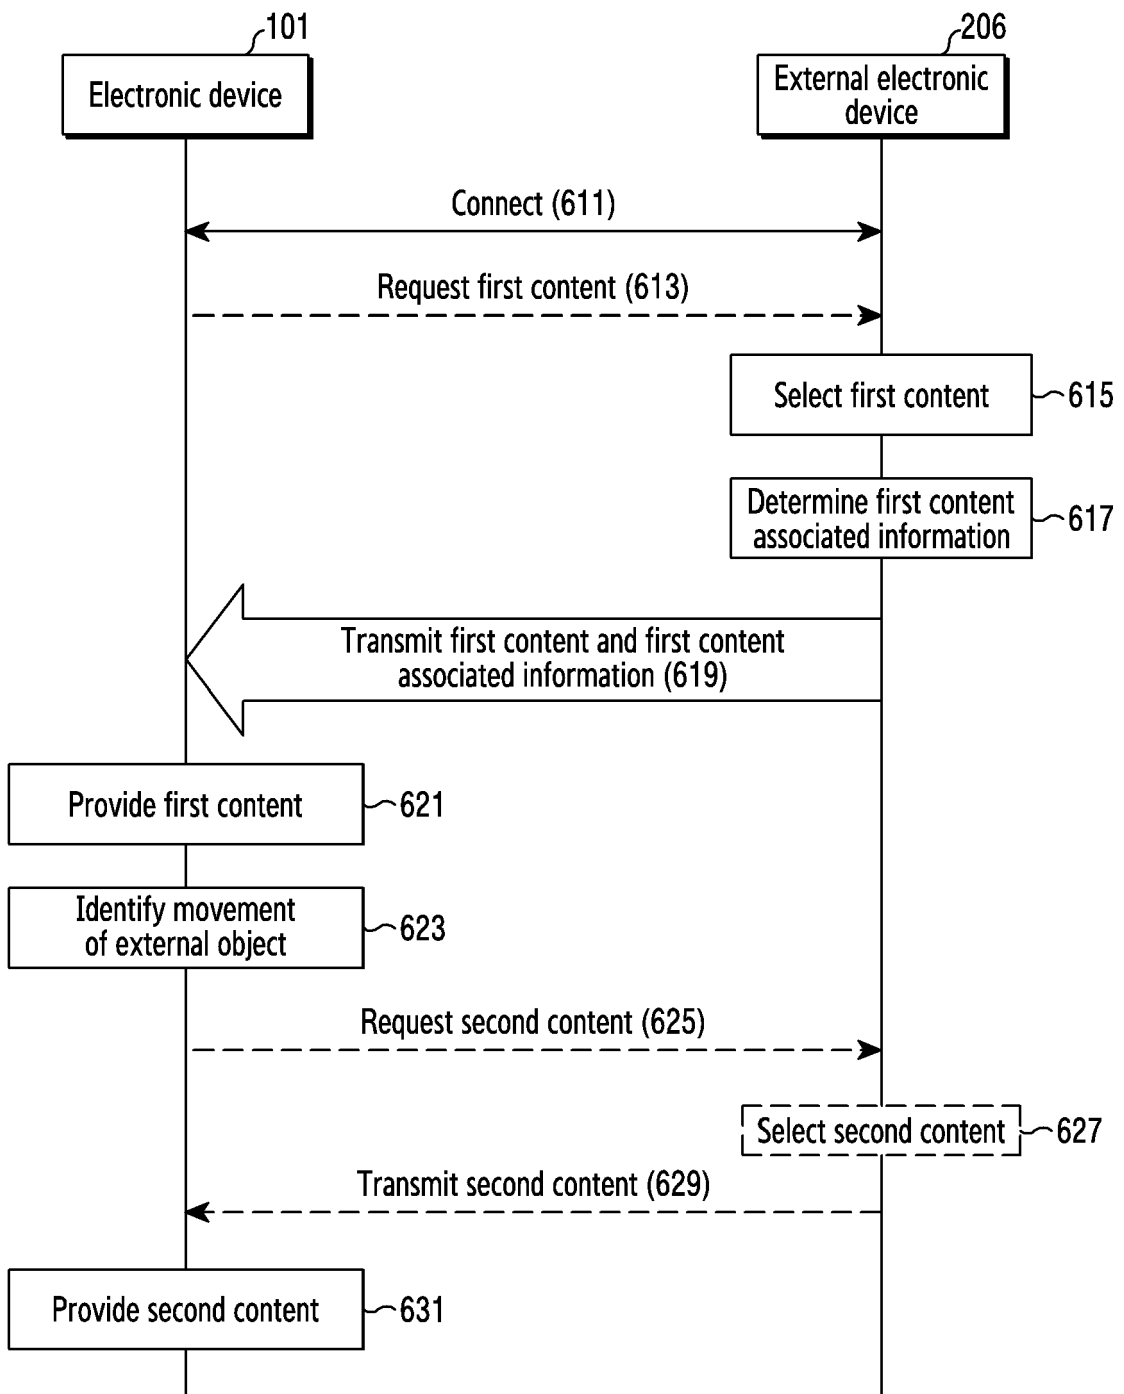 101
206
Electronic device
External electronic
device
Connect (611)
Request first content (613)
Select first content
615
Determine first content
associated information
617
Transmit first content and first content
associated information (619)
Provide first content
621
Identify movement
of external object
623
Request second content (625)
Select second content
627
Transmit second content (629)
Provide second content
631